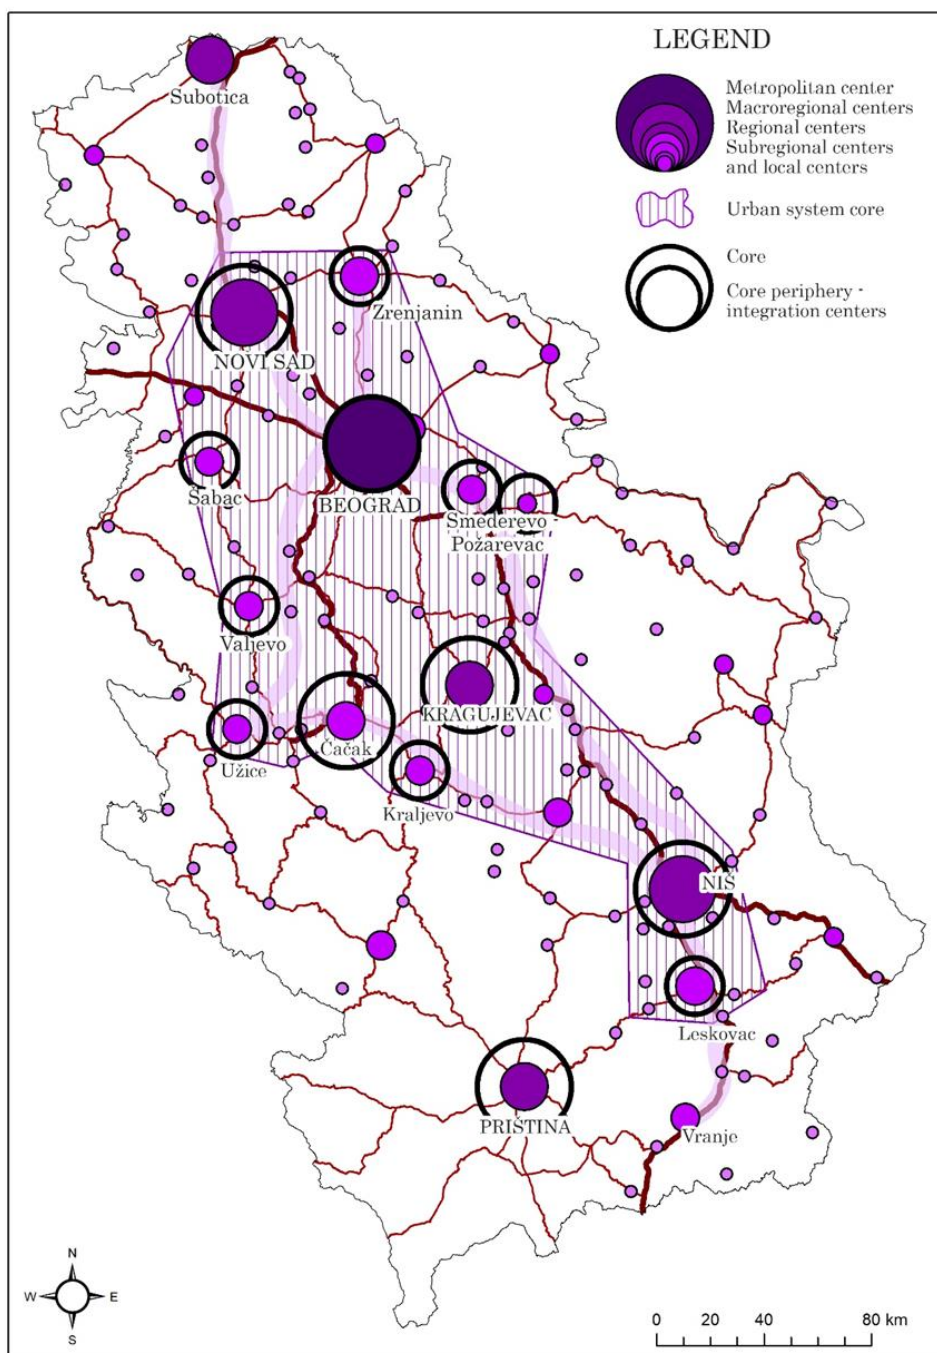 LEGEND
Metropolitan center
Macroregional centers
Regional centers
Subregional centers
and local centers
Urban system core
Core
Core periphery -
integration centers
Subotica
Zrenjanin
NOVI SAD
Šabac
BEOGRAD
Smederevo -
Požarevac
Valjevo
KRAGUJEVAC
Čačak
Užice
Kraljevo
NIŠ
Leskovac
PRIŠTINA
Vranje
N
W E
S
0 20 40 80 km